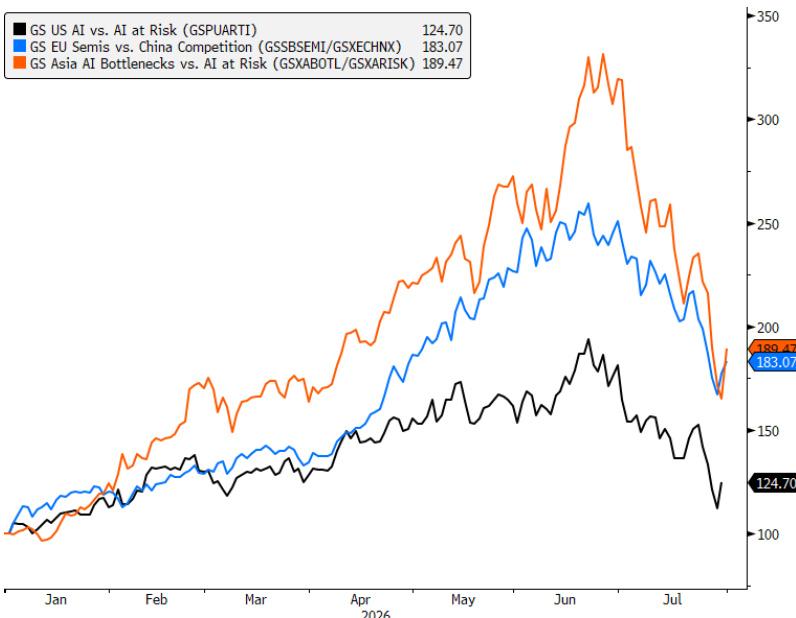 GS US AI vs. AI at Risk (GSPUARTI) 124.70
GS EU Semis vs. China Competition (GSSBSEMI/GSXECHNX) 183.07
GS Asia AI Bottlenecks vs. AI at Risk (GSXABOTL/GSXARISK) 189.47
350
300
250
200
189.47
183.07
150
124.70
100
Jan Feb Mar Apr May Jun Jul
2026